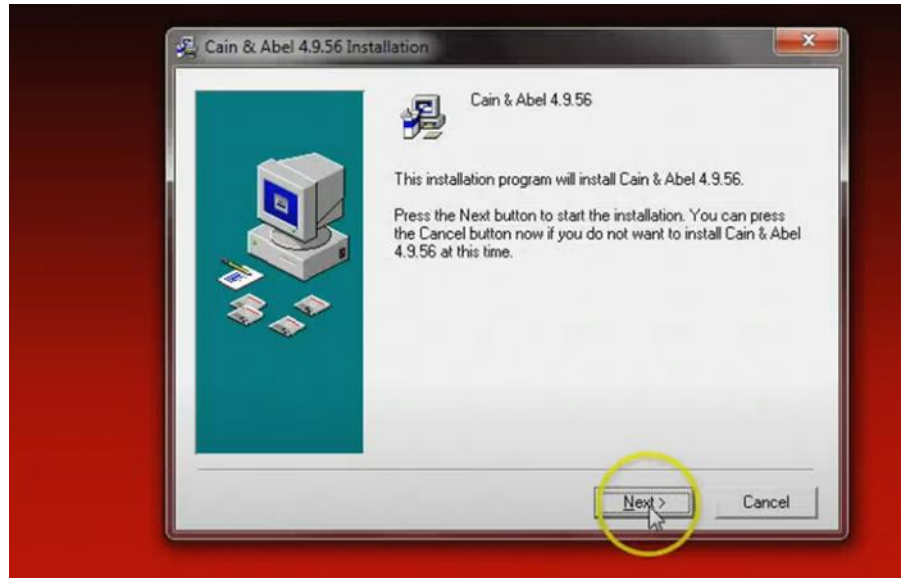 Cain & Abel 4.9.56 Installation
Cain & Abel 4.9.56
This installation program will install Cain & Abel 4.9.56.
Press the Next button to start the installation. You can press
the Cancel button now if you do not want to install Cain & Abel
4.9.56 at this time.
Next >
Cancel